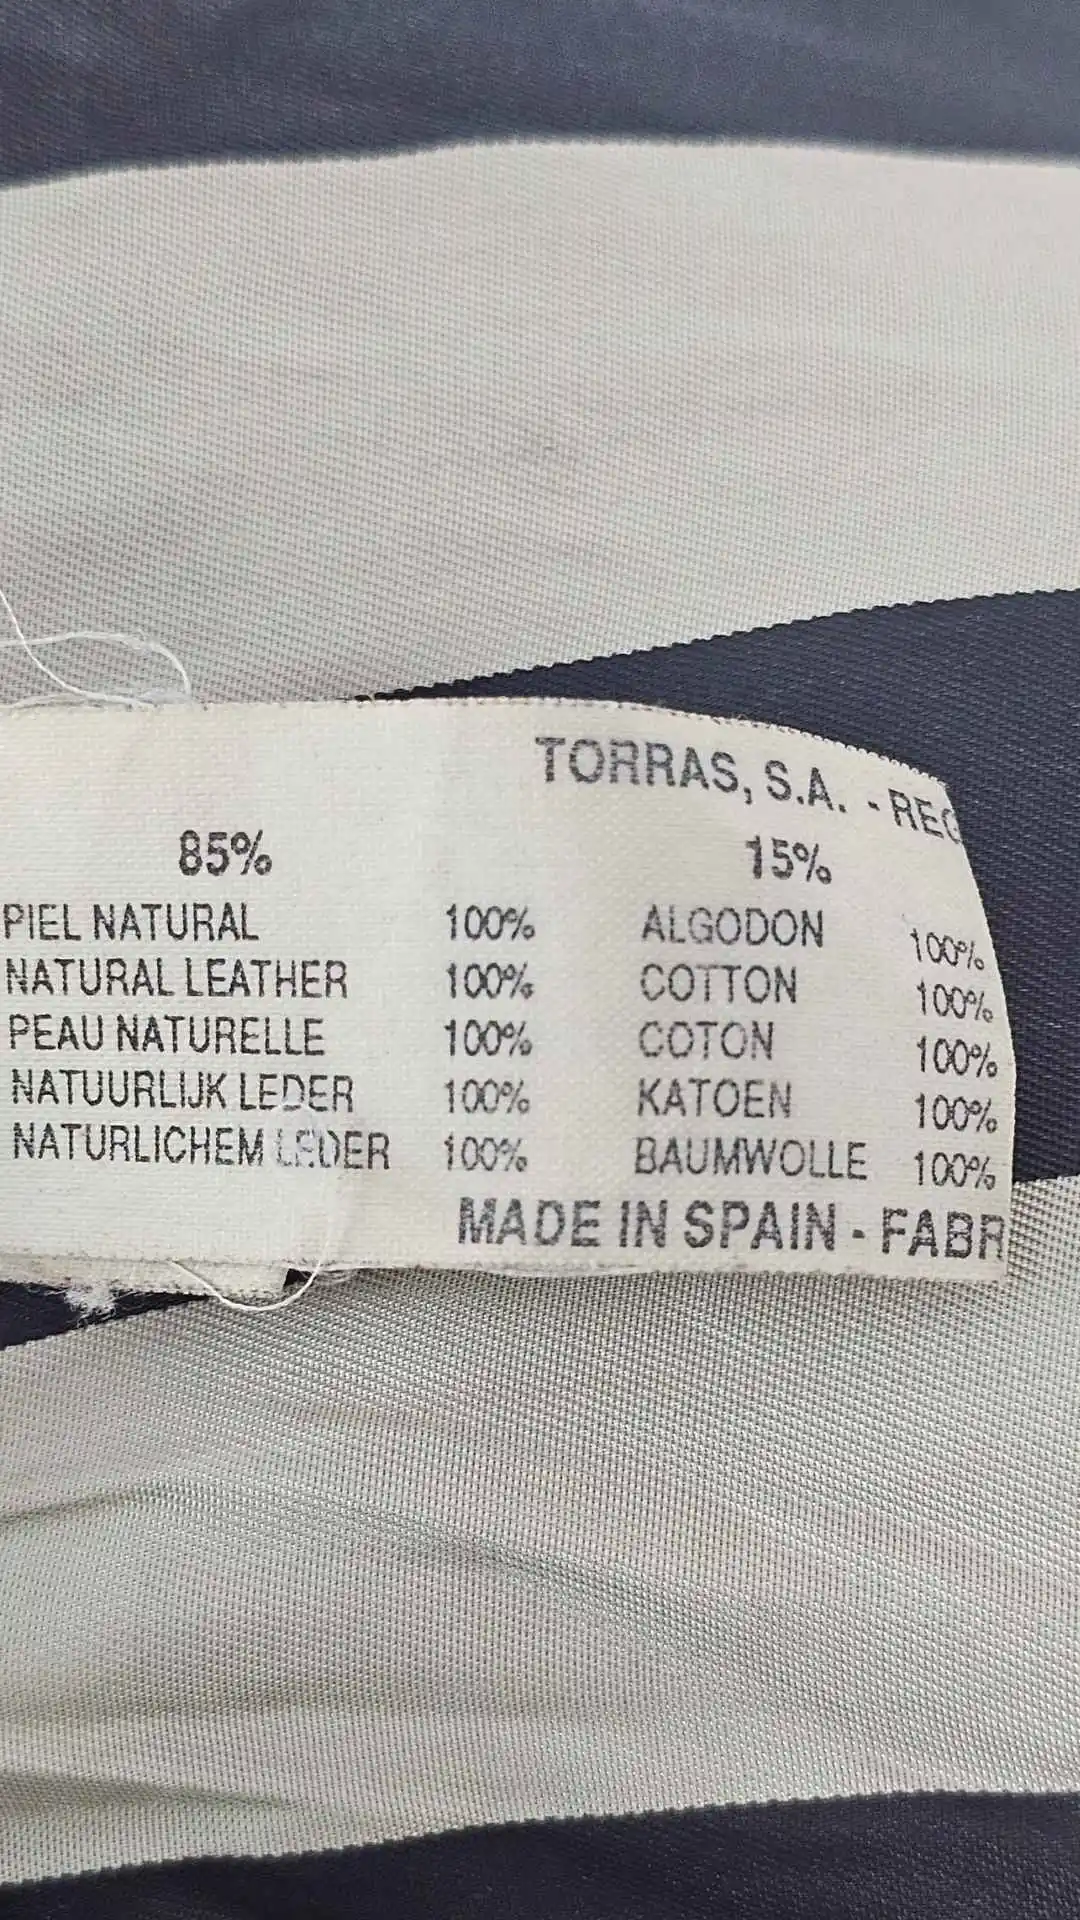 TORRAS, S.A. - REG
85% 15%
PIEL NATURAL 100% ALGODON 100%
NATURAL LEATHER 100% COTTON 100%
PEAU NATURELLE 100% COTON 100%
NATUURLIJK LEDER 100% KATOEN 100%
NATURLICHEM LEDER 100% BAUMWOLLE 100%
MADE IN SPAIN - FABR